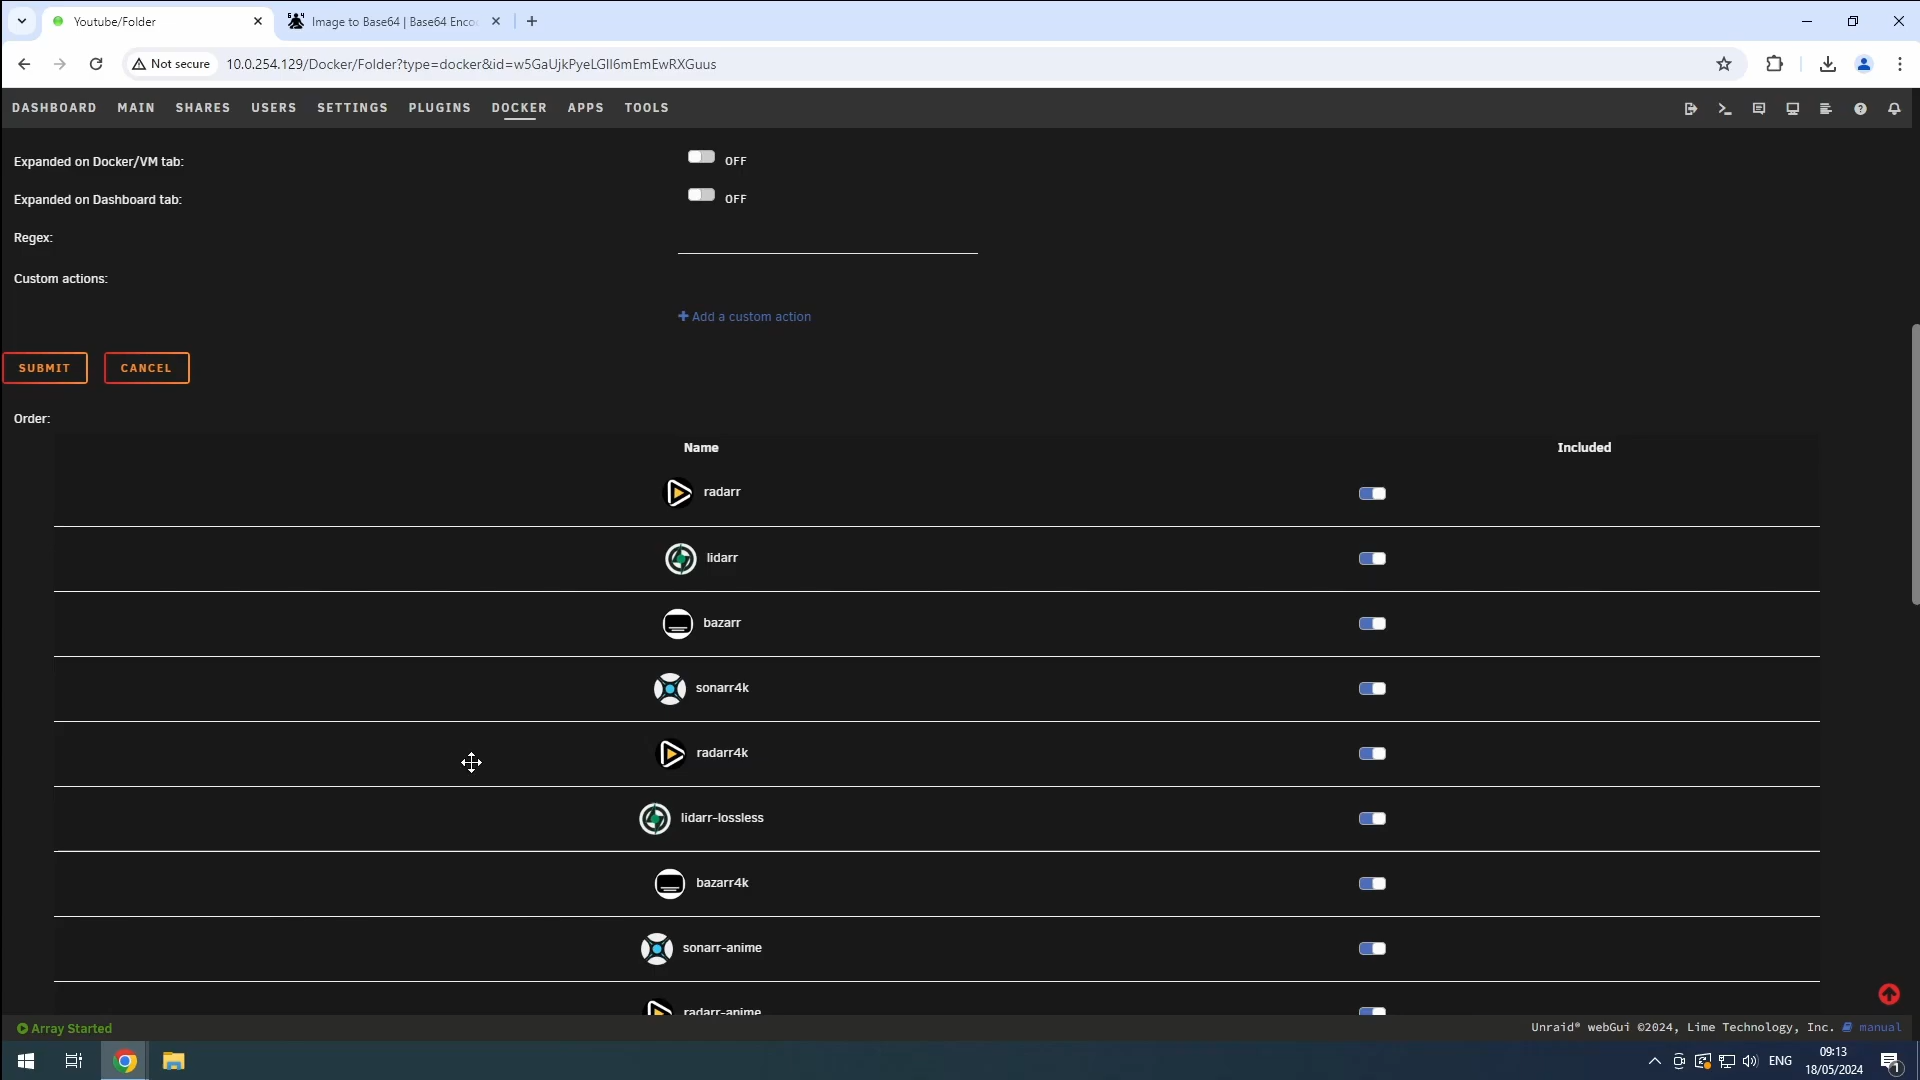 Youtube/Folder
Image to Base64 | Base64 Enco
Not secure
10.0.254.129/Docker/Folder?type=docker&id=w5GaUjkPyeLGIl6mEmEwRXGuus
DASHBOARD MAIN SHARES USERS SETTINGS PLUGINS DOCKER APPS TOOLS
Expanded on Docker/VM tab:
OFF
Expanded on Dashboard tab:
OFF
Regex:
Custom actions:
Add a custom action
SUBMIT CANCEL
Order:
Name Included
radarr
lidarr
bazarr
sonarr4k
radarr4k
lidarr-lossless
bazarr4k
sonarr-anime
radarr-anime
Array Started
Unraid® webGui ©2024, Lime Technology, Inc. manual
ENG
09:13
18/05/2024
1